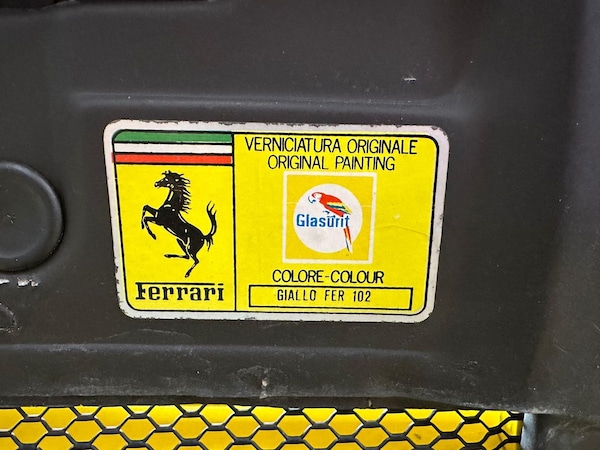 VERNICIATURA ORIGINALE
ORIGINAL PAINTING
Glasurit
COLORE-COLOUR
GIALLO FER 102
Ferrari